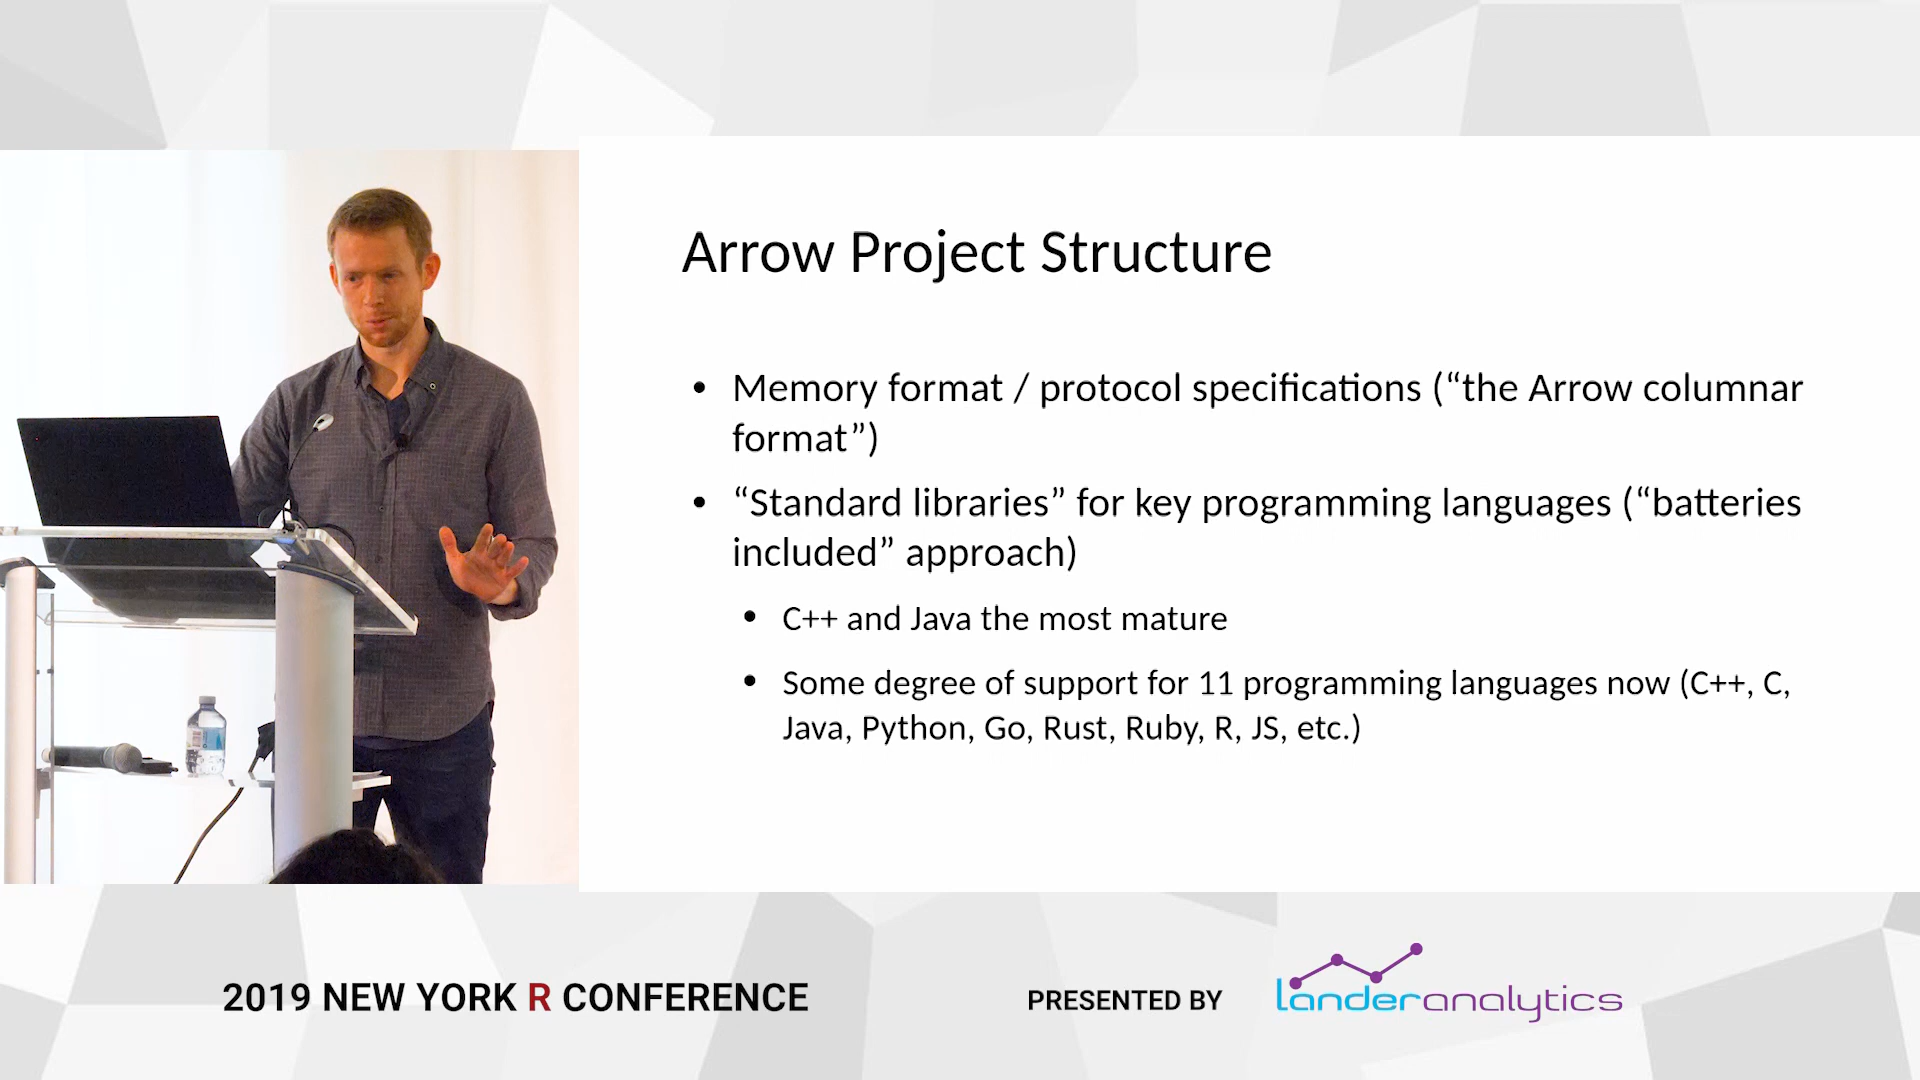 Arrow Project Structure
• Memory format / protocol specifications (“the Arrow columnar
format”)
• “Standard libraries” for key programming languages (“batteries
included” approach)
• C++ and Java the most mature
• Some degree of support for 11 programming languages now (C++, C,
Java, Python, Go, Rust, Ruby, R, JS, etc.)
2019 NEW YORK R CONFERENCE
PRESENTED BY
landeranalytics